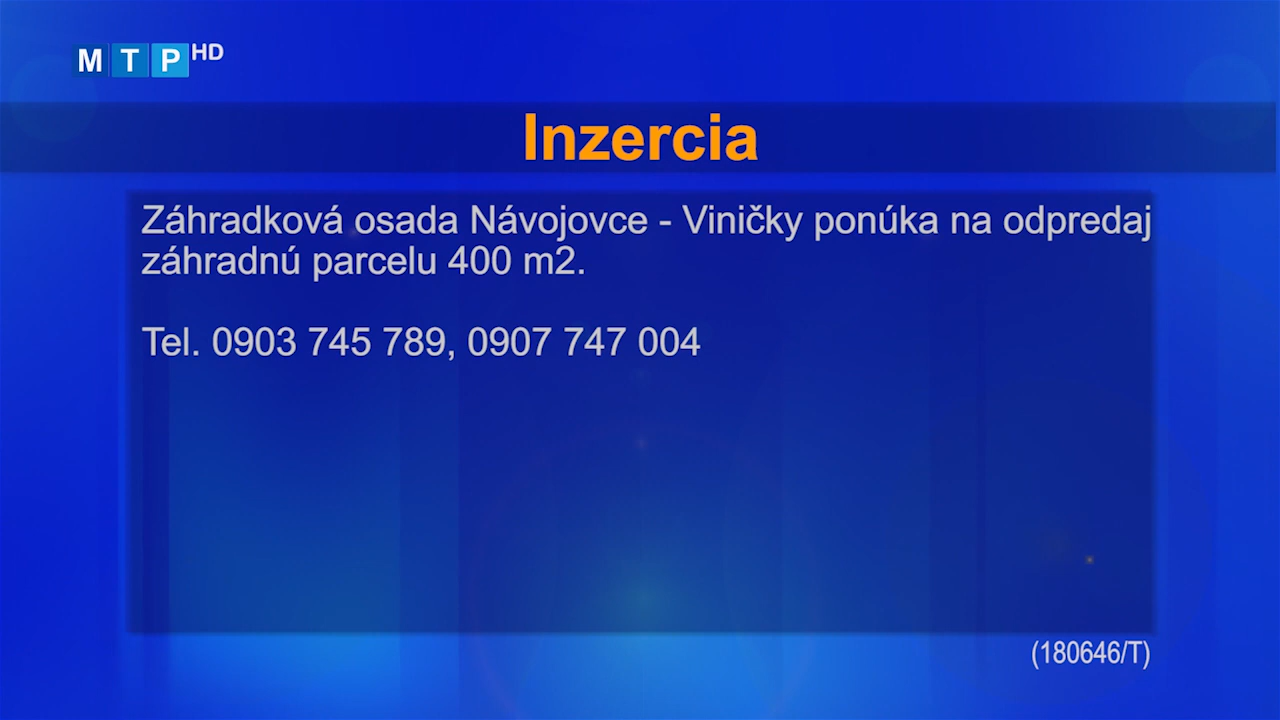 MTP HD
Inzercia
Záhradková osada Návojovce - Viničky ponúka na odpredaj
záhradnú parcelu 400 m2.
Tel. 0903 745 789, 0907 747 004
(180646/T)